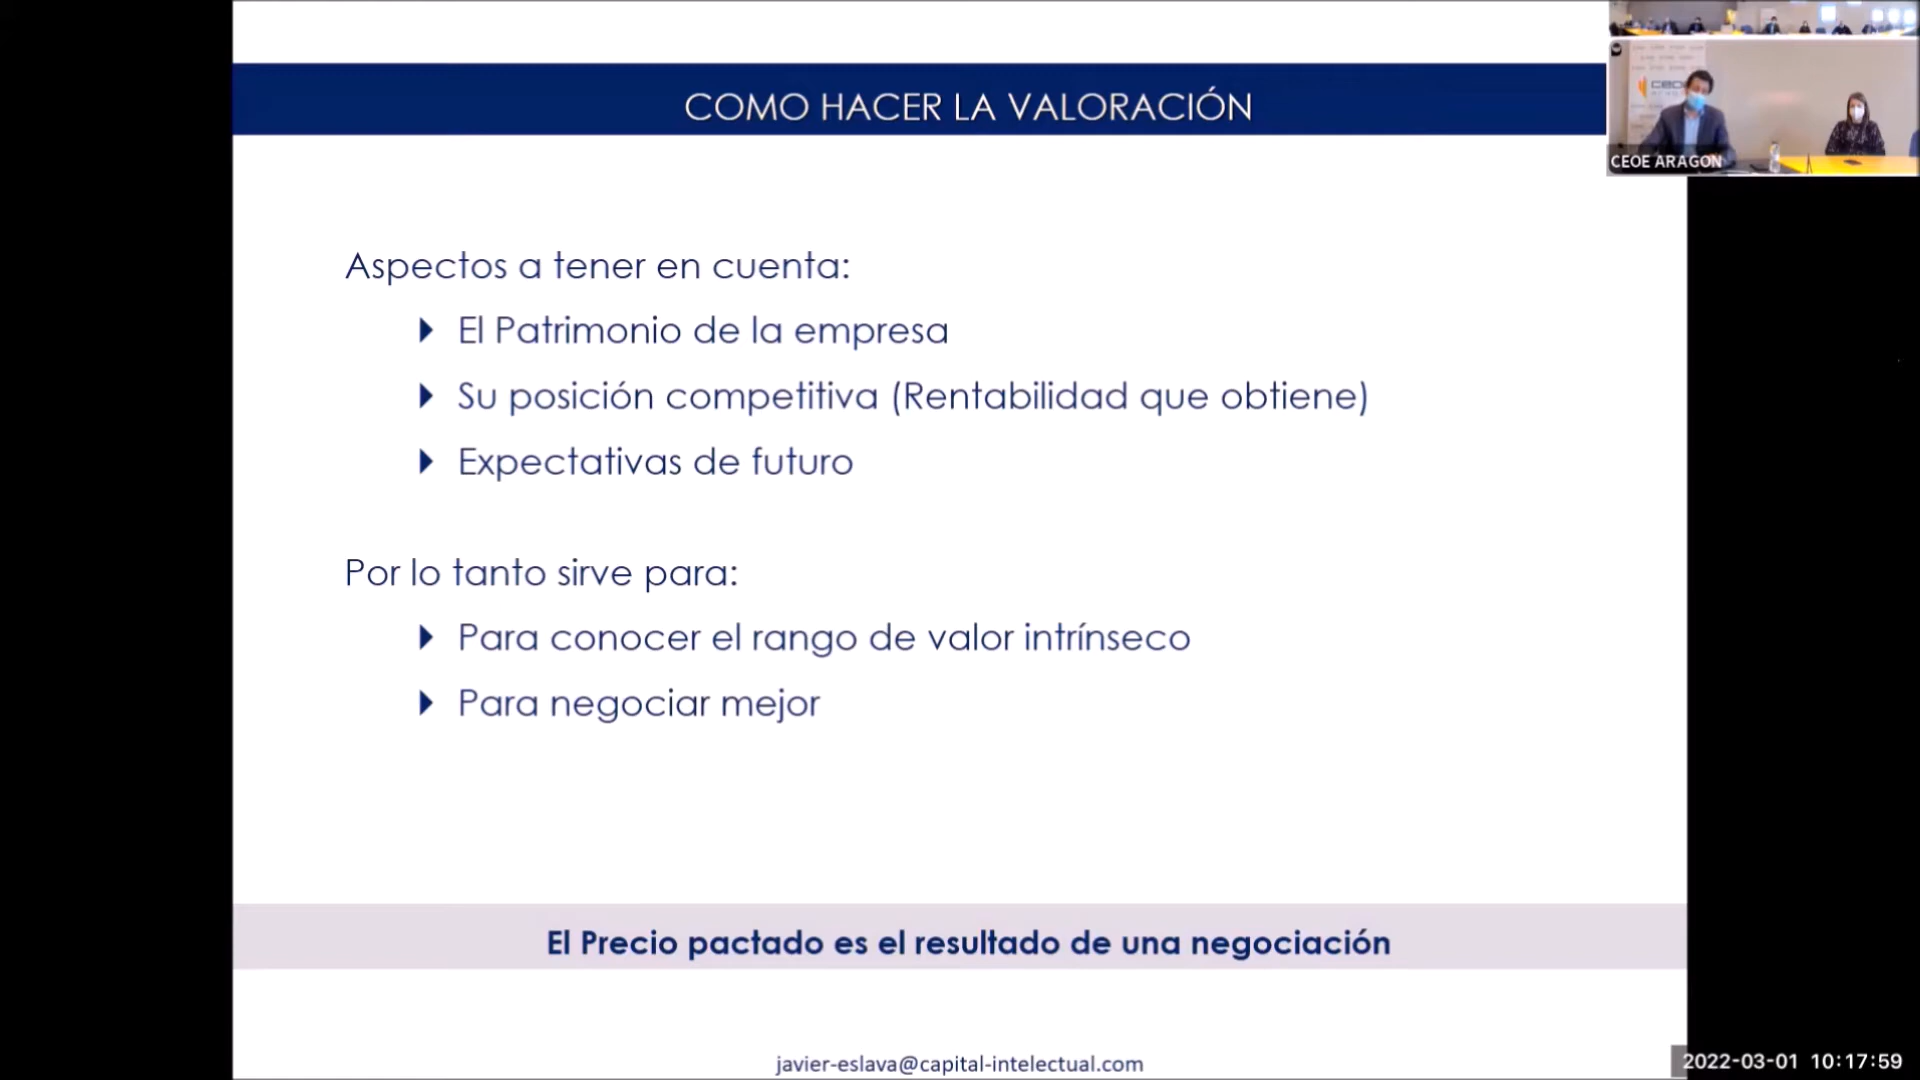 COMO HACER LA VALORACIÓN
CEOE ARAGON
Aspectos a tener en cuenta:
El Patrimonio de la empresa
Su posición competitiva (Rentabilidad que obtiene)
Expectativas de futuro
Por lo tanto sirve para:
Para conocer el rango de valor intrínseco
Para negociar mejor
El Precio pactado es el resultado de una negociación
javier-eslava@capital-intelectual.com
2022-03-01 10:17:59